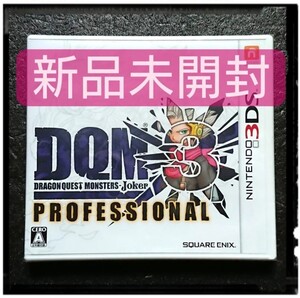 新品未開封
DQM 3
DRAGON QUEST MONSTERS-Joker
PROFESSIONAL
NINTENDO 3DS
CERO
A
SQUARE ENIX.